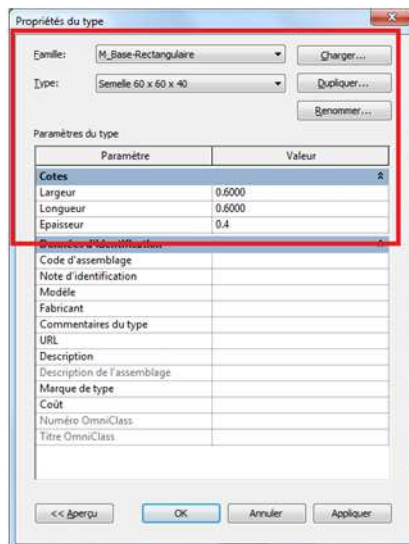 Propriétés du type
Famille: M_Base-Rectangulaire Charger...
Type: Semelle 60 x 60 x 40 Dupliquer...
Renommer...
Paramètres du type
Paramètre Valeur
Cotes
Largeur 0.6000
Longueur 0.6000
Epaisseur 0.4
Données d'identification
Code d'assemblage
Note d'identification
Modèle
Fabricant
Commentaires du type
URL
Description
Description de l'assemblage
Marque de type
Coût
Numéro OmniClass
Titre OmniClass
<< Aperçu OK Annuler Appliquer